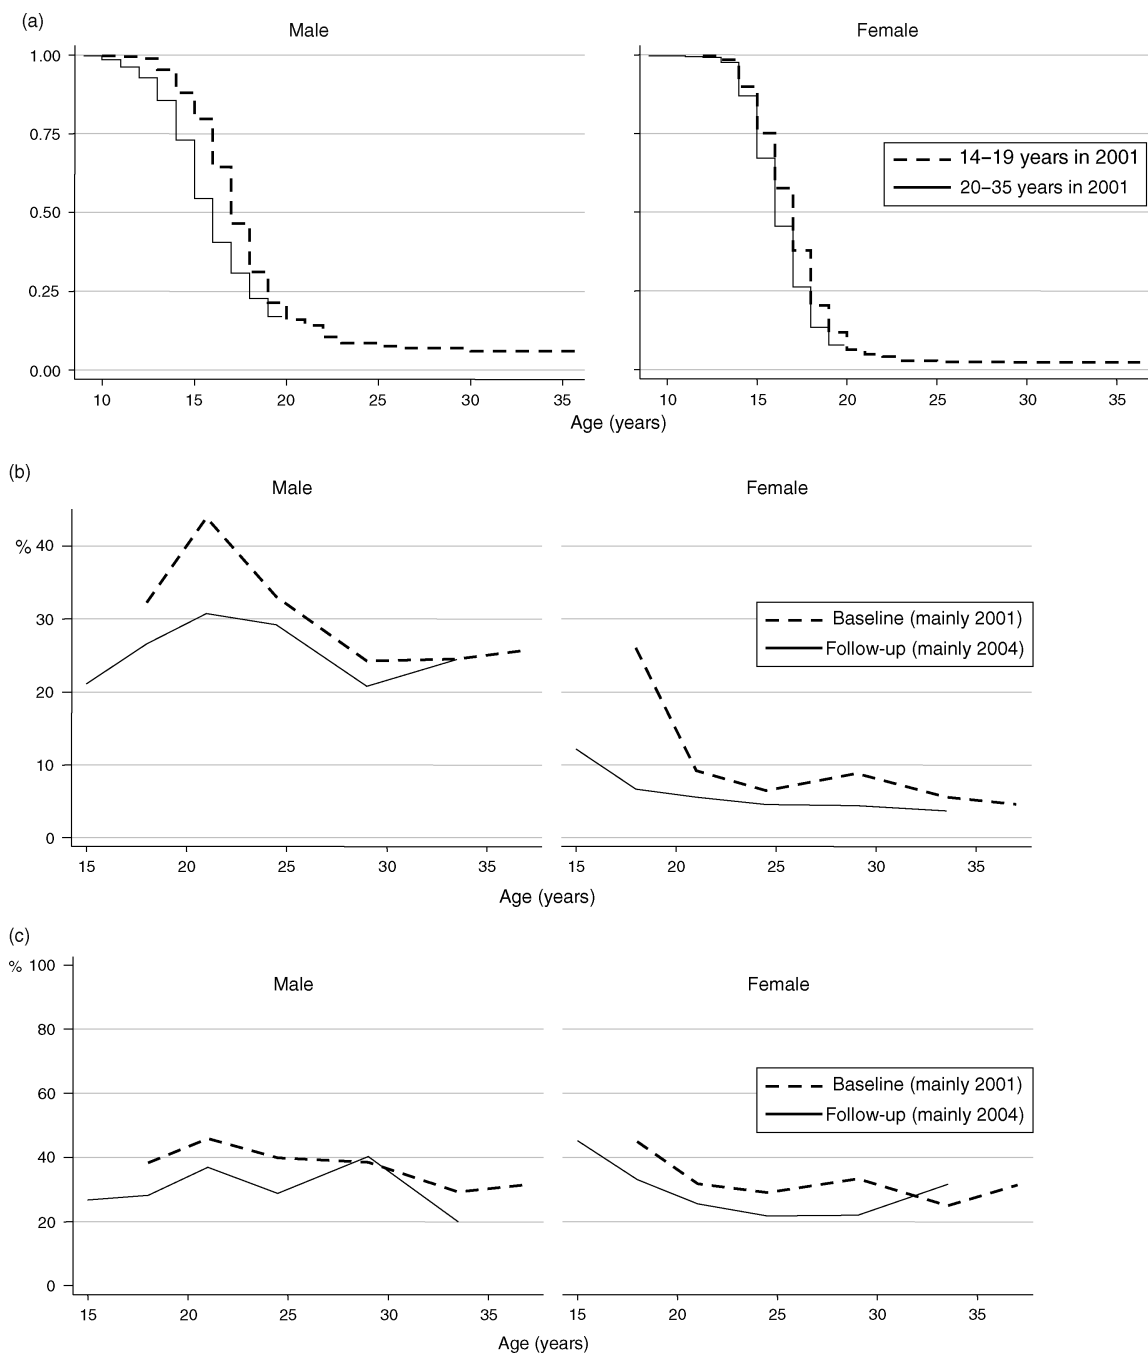 (a)
Male
Female
1.00
0.75
0.50
0.25
0.00
14–19 years in 2001
20–35 years in 2001
10 15 20 25 30 35
10 15 20 25 30 35
Age (years)
(b)
Male
Female
% 40
30
20
10
0
Baseline (mainly 2001)
Follow-up (mainly 2004)
15 20 25 30 35
15 20 25 30 35
Age (years)
(c)
% 100
Male
Female
80
60
40
20
0
Baseline (mainly 2001)
Follow-up (mainly 2004)
15 20 25 30 35
15 20 25 30 35
Age (years)